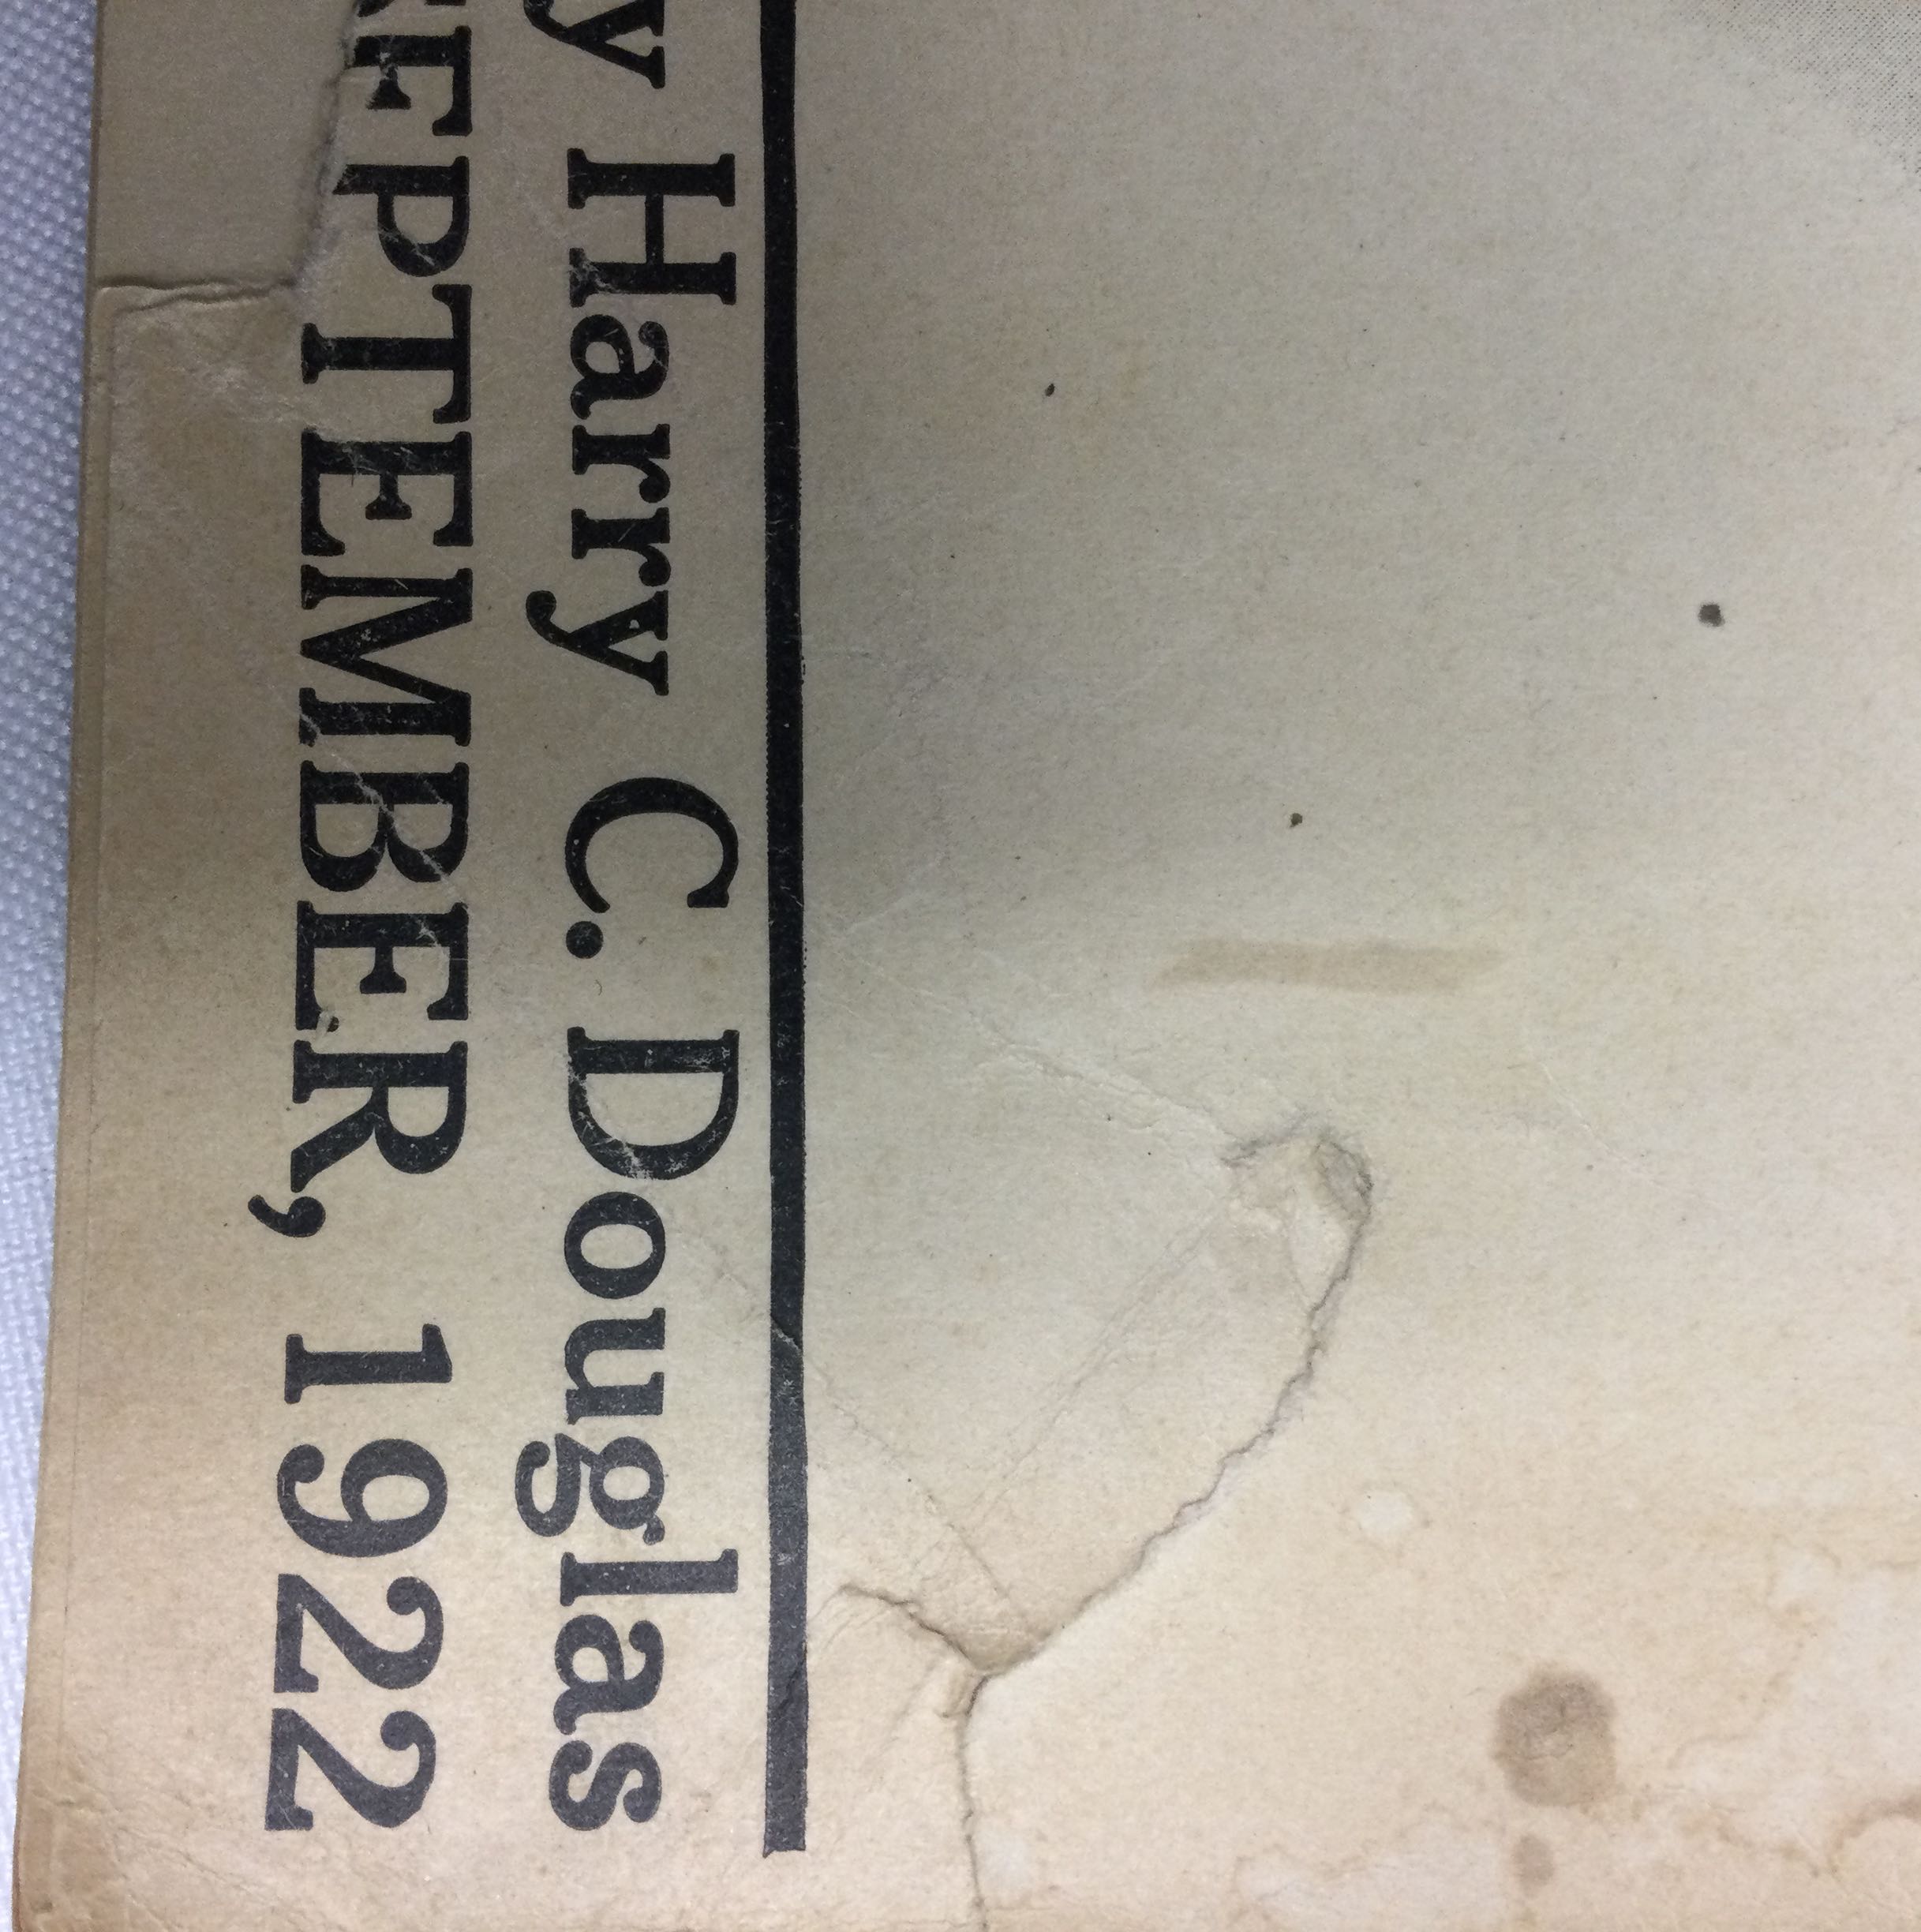 y Harry C. Douglas
EPTEMBER, 1922